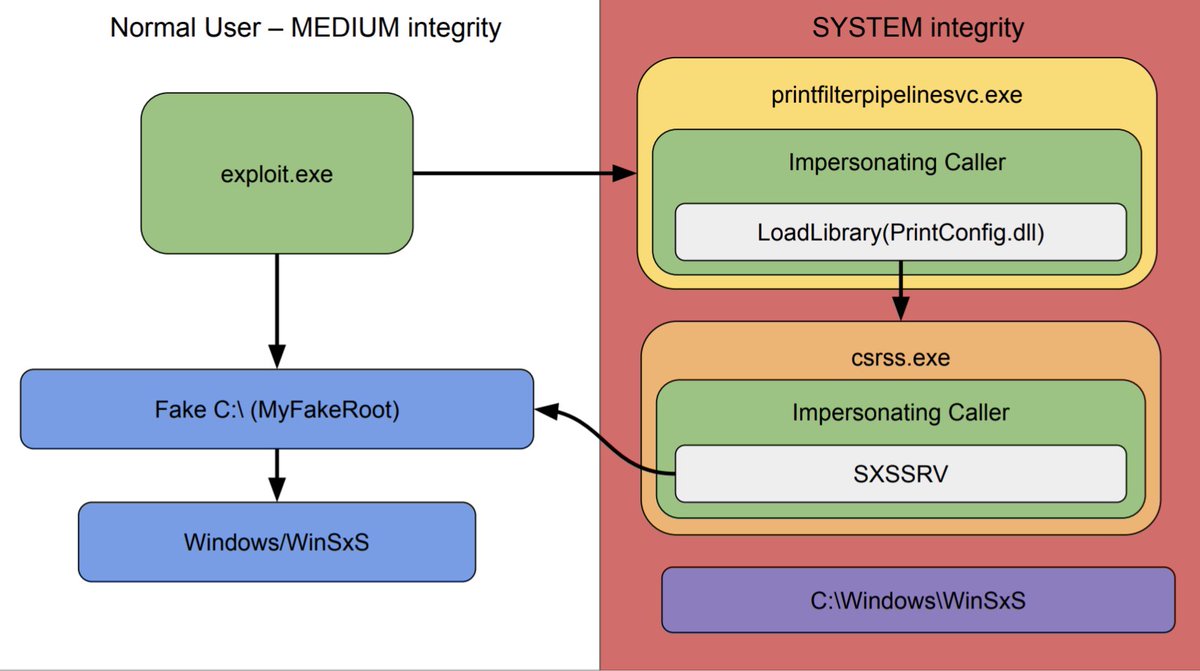 Normal User – MEDIUM integrity
SYSTEM integrity
exploit.exe
printfilterpipelinesvc.exe
Impersonating Caller
LoadLibrary(PrintConfig.dll)
Fake C:\ (MyFakeRoot)
csrss.exe
Impersonating Caller
SXSSRV
Windows/WinSxS
C:\Windows\WinSxS